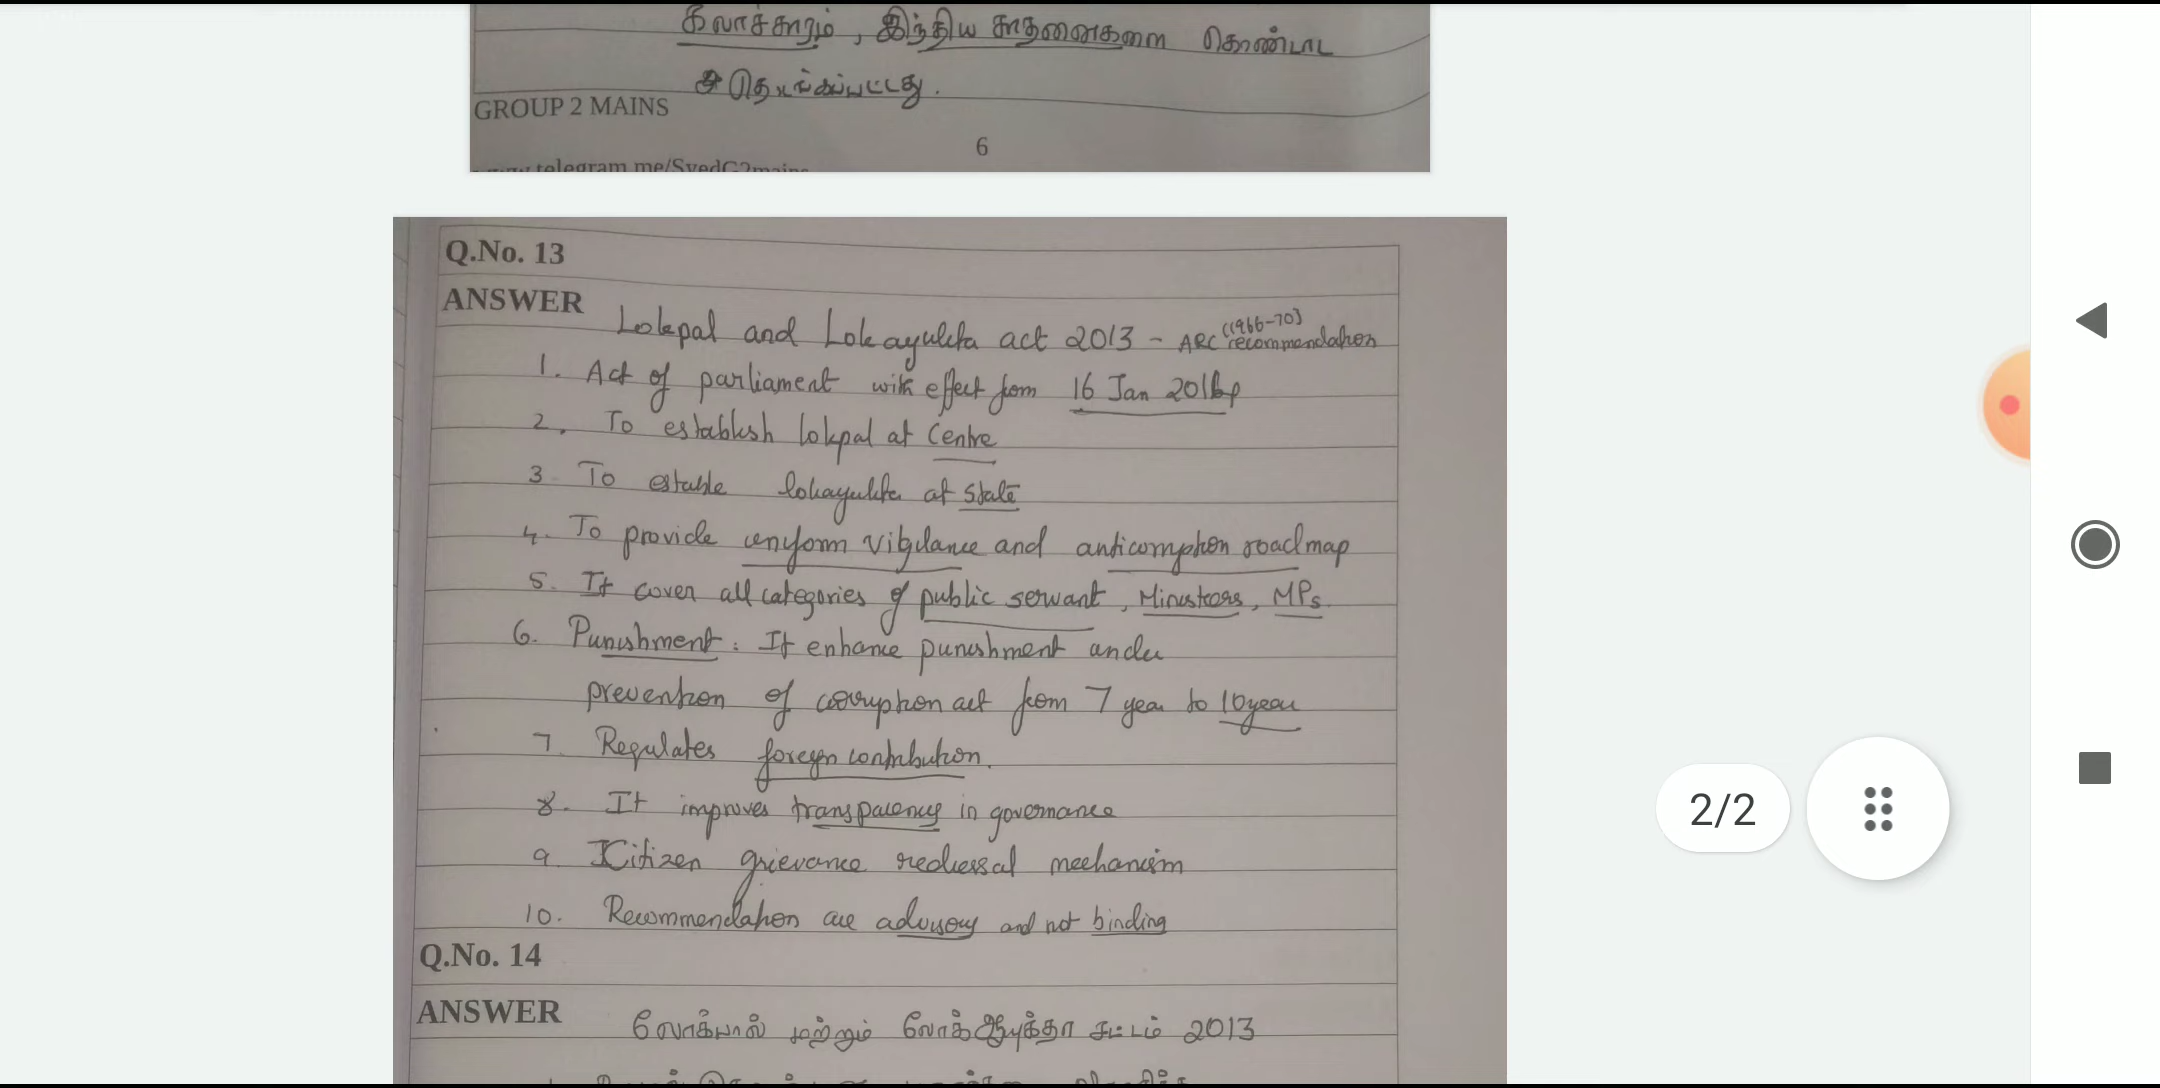 கலாச்சாரம், இந்திய சாதனைகளை கொண்டாட
GROUP 2 MAINS
6
Q.No. 13
ANSWER
Lokpal and Lokayukta act 2013 - ARC (1966-70) recommendation
1. Act of parliament with effect from 16 Jan
2. To establish lokpal at Centre
3 To estable lokayukta at state
4. To provide uniform vigilance and anticorruption roadmap
5. It cover all categories of public servant, Ministers, MPs.
6. Punishment: It enhance punishment under
prevention of corruption act from 7 year to 10 year
7. Regulates foreign contribution.
8. It improves transparency in governance
9. Citizen grievance redressal mechanism
10. Recommendation are advisory and not binding
Q.No. 14
ANSWER
லோக்பால் மற்றும் லோக்ஆயுக்தா சட்டம் 2013
2/2